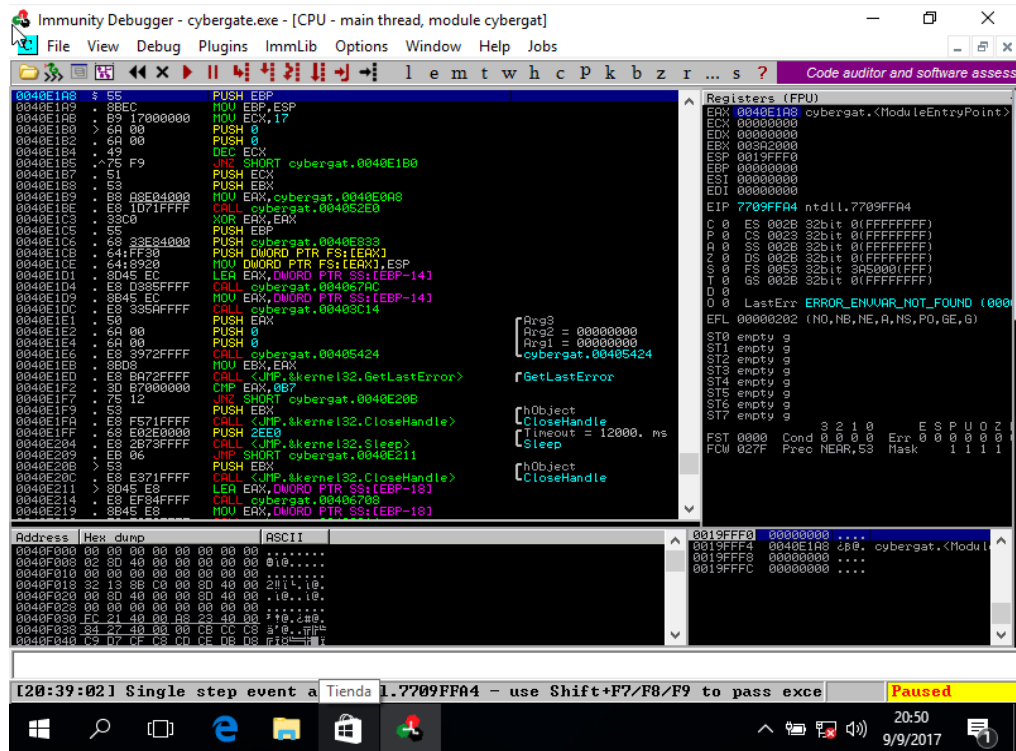 Immunity Debugger - cybergate.exe - [CPU - main thread, module cybergat]
File View Debug Plugins ImmLib Options Window Help Jobs
l e m t w h c P k b z r ... s ? Code auditor and software assess
0040E1A8 $ 55 PUSH EBP
0040E1A9 . 8BEC MOV EBP,ESP
0040E1AB . B9 17000000 MOV ECX,17
0040E1B0 > 6A 00 PUSH 0
0040E1B2 . 6A 00 PUSH 0
0040E1B4 . 49 DEC ECX
0040E1B5 .^75 F9 JNZ SHORT cybergat.0040E1B0
0040E1B7 . 51 PUSH ECX
0040E1B8 . 53 PUSH EBX
0040E1B9 . B8 A8E04000 MOV EAX,cybergat.0040E0A8
0040E1BE . E8 1D71FFFF CALL cybergat.004052E0
0040E1C3 . 33C0 XOR EAX,EAX
0040E1C5 . 55 PUSH EBP
0040E1C6 . 68 33E84000 PUSH cybergat.0040E833
0040E1CB . 64:FF30 PUSH DWORD PTR FS:[EAX]
0040E1CE . 64:8920 MOV DWORD PTR FS:[EAX],ESP
0040E1D1 . 8D45 EC LEA EAX,DWORD PTR SS:[EBP-14]
0040E1D4 . E8 D385FFFF CALL cybergat.004067AC
0040E1D9 . 8B45 EC MOV EAX,DWORD PTR SS:[EBP-14]
0040E1DC . E8 335AFFFF CALL cybergat.00403C14
0040E1E1 . 50 PUSH EAX Arg3
0040E1E2 . 6A 00 PUSH 0 Arg2 = 00000000
0040E1E4 . 6A 00 PUSH 0 Arg1 = 00000000
0040E1E6 . E8 3972FFFF CALL cybergat.00405424 cybergat.00405424
0040E1EB . 8BD8 MOV EBX,EAX
0040E1ED . E8 BA72FFFF CALL <JMP.&kernel32.GetLastError> GetLastError
0040E1F2 . 3D B7000000 CMP EAX,0B7
0040E1F7 . 75 12 JNZ SHORT cybergat.0040E20B
0040E1F9 . 53 PUSH EBX hObject
0040E1FA . E8 F571FFFF CALL <JMP.&kernel32.CloseHandle> CloseHandle
0040E1FF . 68 E02E0000 PUSH 2EE0 Timeout = 12000. ms
0040E204 . E8 2B73FFFF CALL <JMP.&kernel32.Sleep> Sleep
0040E209 . EB 06 JMP SHORT cybergat.0040E211
0040E20B > 53 PUSH EBX hObject
0040E20C . E8 E371FFFF CALL <JMP.&kernel32.CloseHandle> CloseHandle
0040E211 > 8D45 E8 LEA EAX,DWORD PTR SS:[EBP-18]
0040E214 . E8 EF84FFFF CALL cybergat.00406708
0040E219 . 8B45 E8 MOV EAX,DWORD PTR SS:[EBP-18]
Registers (FPU)
EAX 0040E1A8 cybergat.<ModuleEntryPoint>
ECX 00000000
EDX 00000000
EBX 003A2000
ESP 0019FFF0
EBP 00000000
ESI 00000000
EDI 00000000
EIP 7709FFA4 ntdll.7709FFA4
C 0 ES 002B 32bit 0(FFFFFFFF)
P 0 CS 0023 32bit 0(FFFFFFFF)
A 0 SS 002B 32bit 0(FFFFFFFF)
Z 0 DS 002B 32bit 0(FFFFFFFF)
S 0 FS 0053 32bit 3A5000(FFF)
T 0 GS 002B 32bit 0(FFFFFFFF)
D 0
O 0 LastErr ERROR_ENVVAR_NOT_FOUND (000
EFL 00000202 (NO,NB,NE,A,NS,PO,GE,G)
ST0 empty g
ST1 empty g
ST2 empty g
ST3 empty g
ST4 empty g
ST5 empty g
ST6 empty g
ST7 empty g
3 2 1 0 E S P U O Z
FST 0000 Cond 0 0 0 0 Err 0 0 0 0 0 0
FCW 027F Prec NEAR,53 Mask 1 1 1 1
Address Hex dump ASCII
0040F000 00 00 00 00 00 00 00 00 ........
0040F008 02 8D 40 00 00 00 00 00
0040F010 00 00 00 00 00 00 00 00 ........
0040F018 32 13 8B C0 00 8D 40 00
0040F020 00 8D 40 00 00 8D 40 00
0040F028 00 00 00 00 00 00 00 00 ........
0040F030 FC 21 40 00 A8 23 40 00
0040F038 84 27 40 00 00 CB CC C8
0040F040 C9 D7 CF C8 CD CE DB D8
0019FFF0 00000000 ....
0019FFF4 0040E1A8 cybergat.<Modul
0019FFF8 00000000 ....
0019FFFC 00000000 ....
[20:39:02] Single step event a Tienda l.7709FFA4 - use Shift+F7/F8/F9 to pass exce Paused
20:50
9/9/2017
1